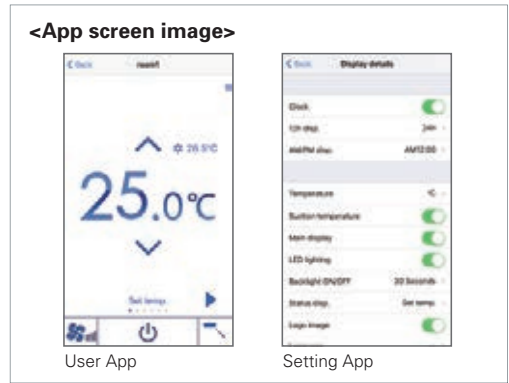 <App screen image>
< Back room1
26.5°C
25.0°C
Set temp.
User App
< Back Display details
Clock
12h disp. 24H
AM/PM disp. AM12:00
Temperature °C
Suction temperature
Main display
LED lighting
Backlight ON/OFF 30 Seconds
Status disp. Set temp.
Logo image
Setting App